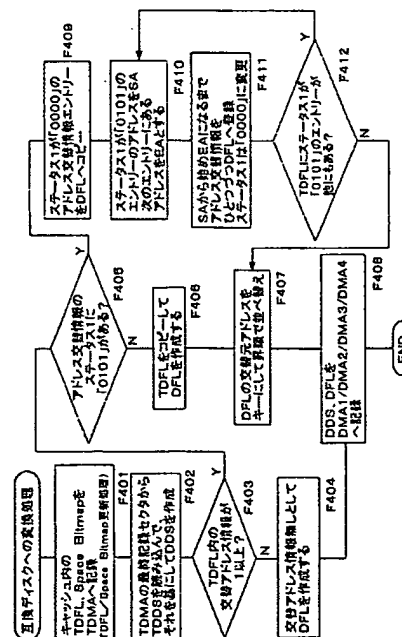 互換ディスクへの変換処理
キャッシュ内の
TDFL、Space Bitmapを
TDMAへ記録
(TDFL/Space Bitmap更新処理)
F401
TDMAの最終記録セクタから
TDDSを読み込んで、
それを基にしてDDSを作成
F402
TDFL内の
交替アドレス情報が
1以上?
F403
Y
N
交替アドレス情報無しとして
DFLを作成する
F404
アドレス交替情報の
ステータス1に
「0101」がある?
F405
Y
N
TDFLをコピーして
DFLを作成する
F406
DFLの交替元アドレスを
キーにして昇順で並べ替え
F407
DDS、DFLを
DMA1/DMA2/DMA3/DMA4
へ記録
F408
END
ステータス1が「0000」の
アドレス交替情報エントリー
をDFLへコピー
F409
ステータス1が「0101」の
エントリーのアドレスをSA
次のエントリーにある
アドレスをEAとする
F410
SAから始めEAになるまで
アドレス交替情報を
ひとつづつDFLへ登録
ステータス1は「0000」に変更
F411
TDFLにステータス1が
「0101」のエントリーが
他にもある?
F412
Y
N